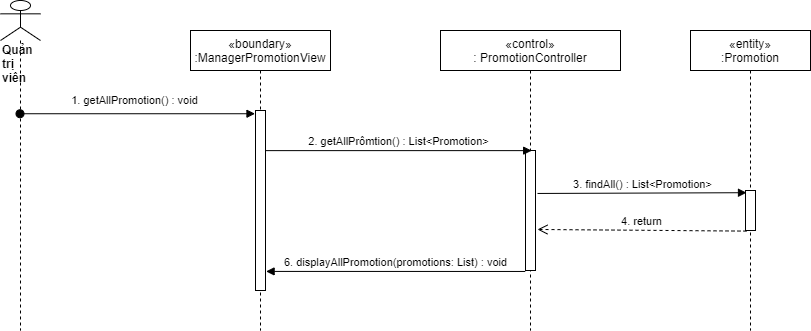 Quản
trị
viên
«boundary»
:ManagerPromotionView
«control»
: PromotionController
«entity»
:Promotion
1. getAllPromotion() : void
2. getAllPrômtion() : List<Promotion>
3. findAll() : List<Promotion>
4. return
6. displayAllPromotion(promotions: List) : void